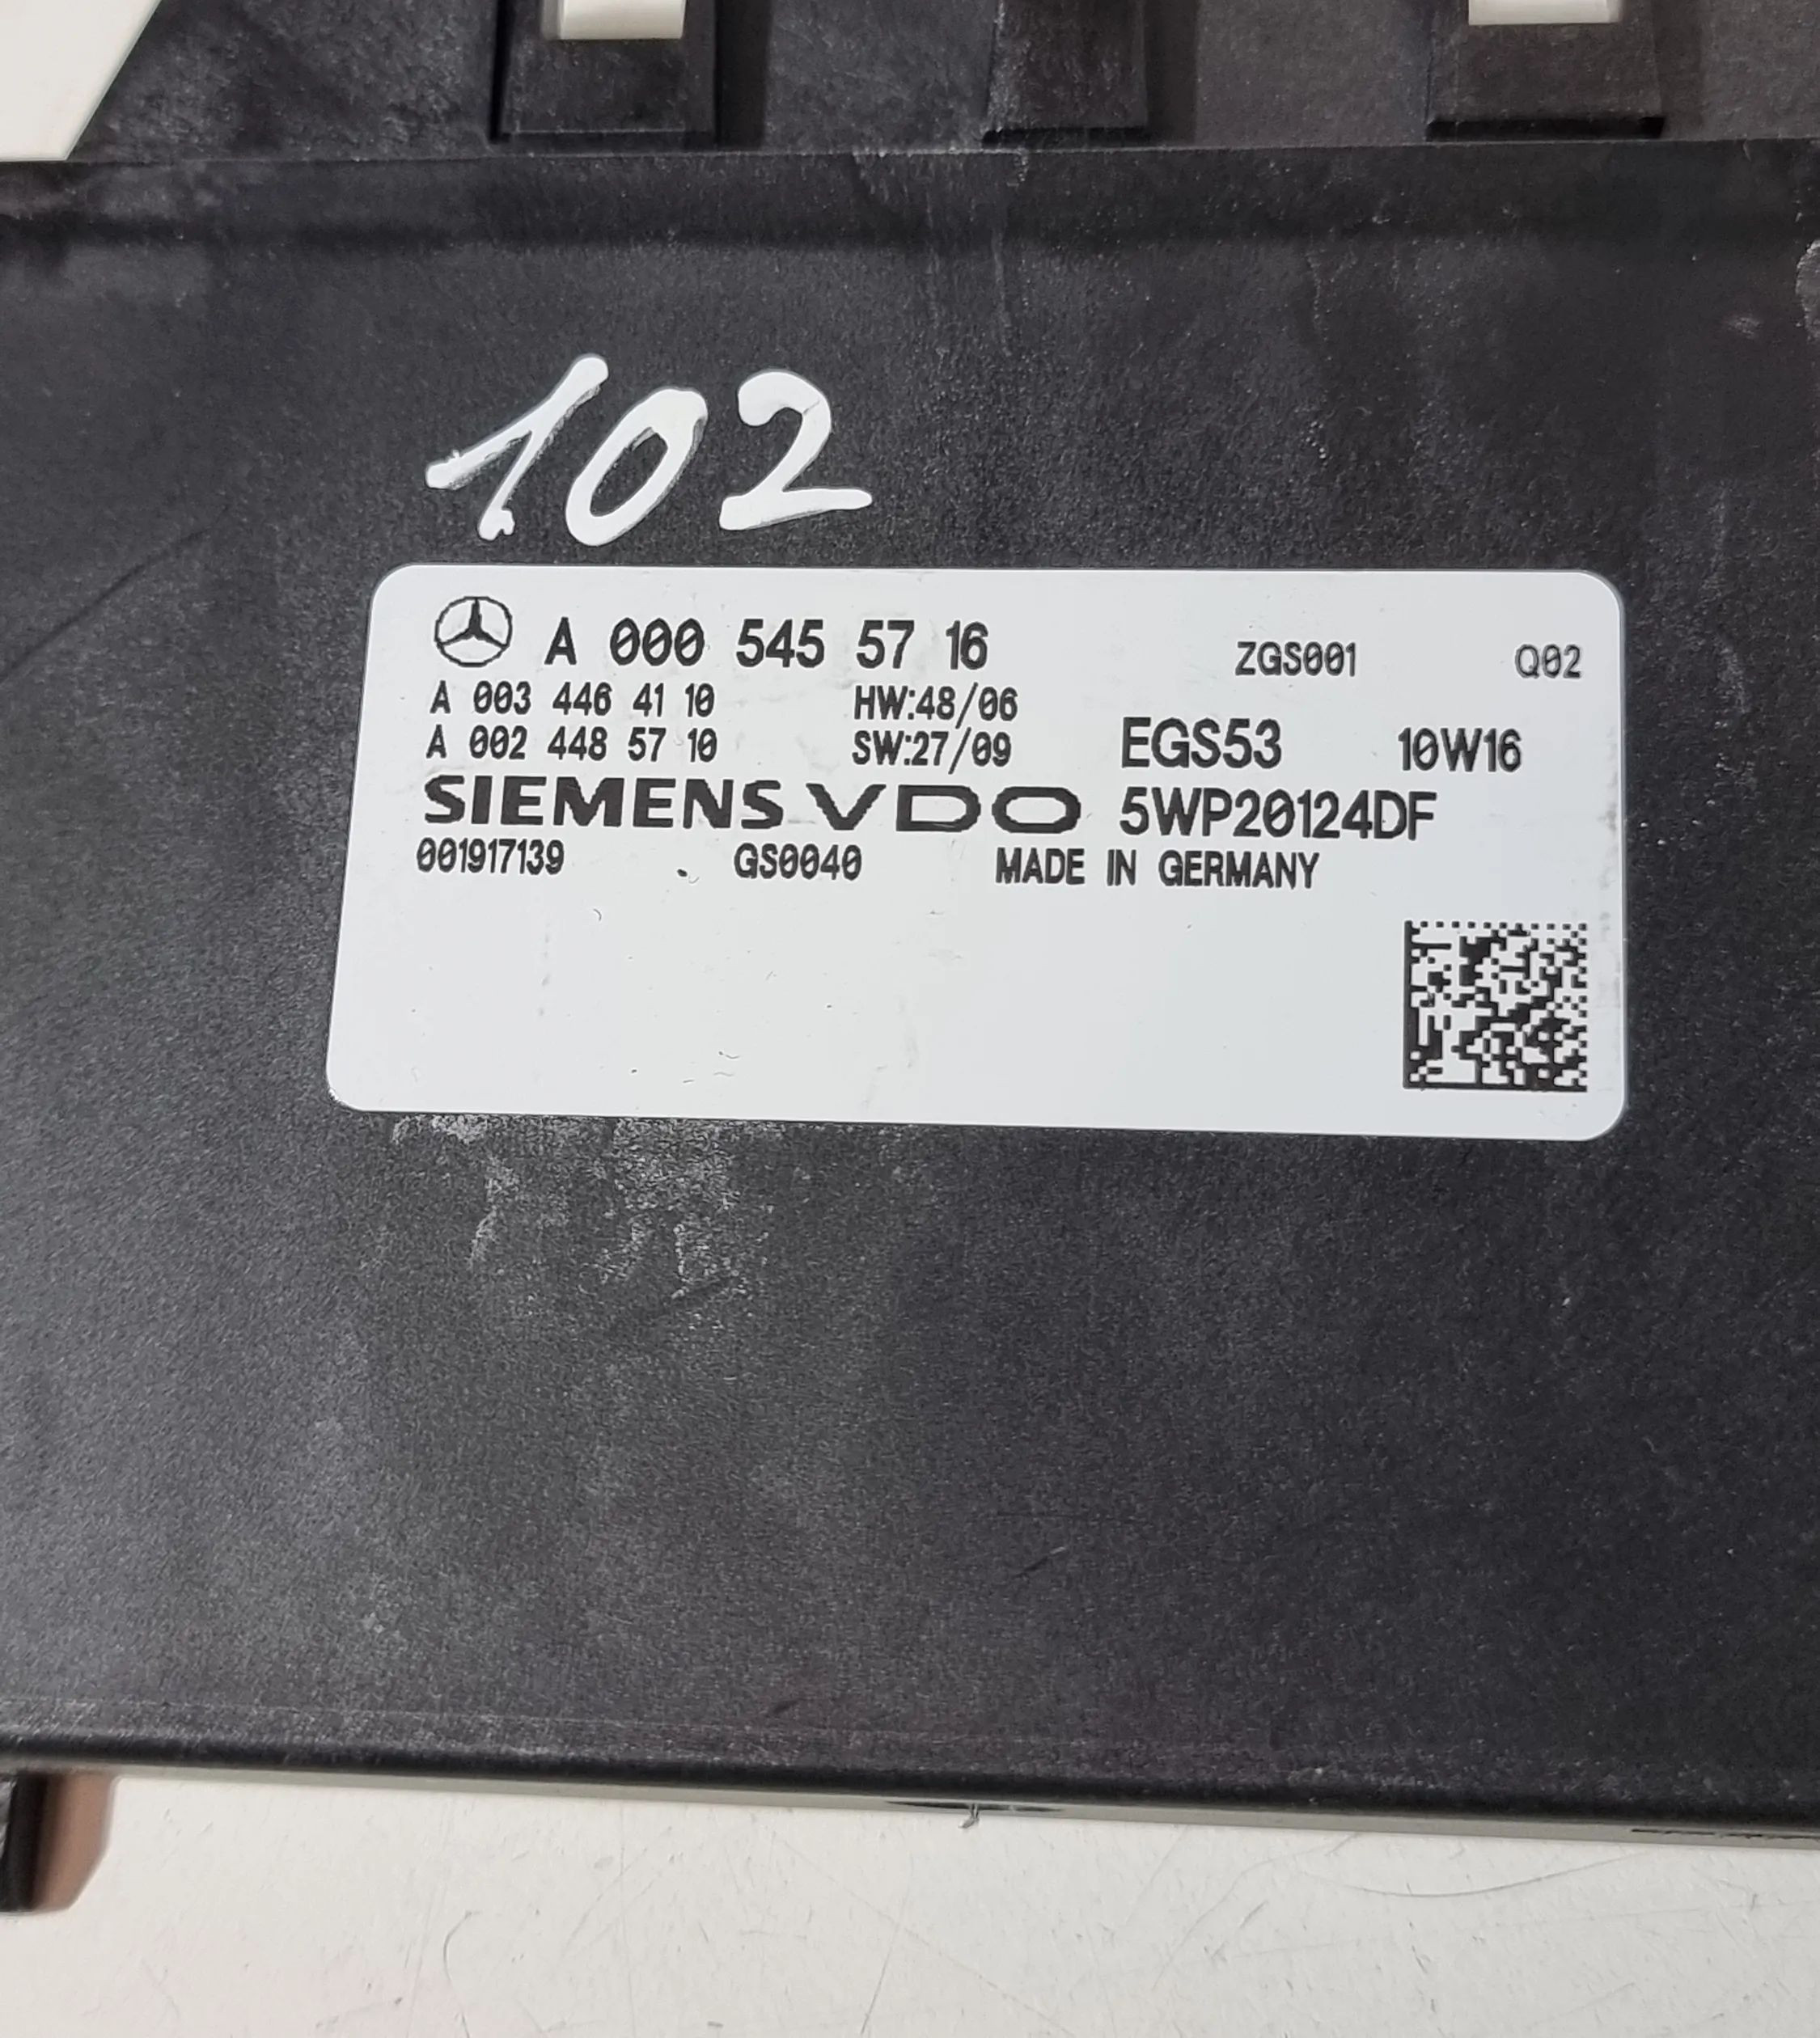 102
A 000 545 57 16 ZGS001 Q02
A 003 446 41 10 HW:48/06
A 002 448 57 10 SW:27/09 EGS53 10W16
SIEMENS VDO 5WP20124DF
001917139 GS0040 MADE IN GERMANY